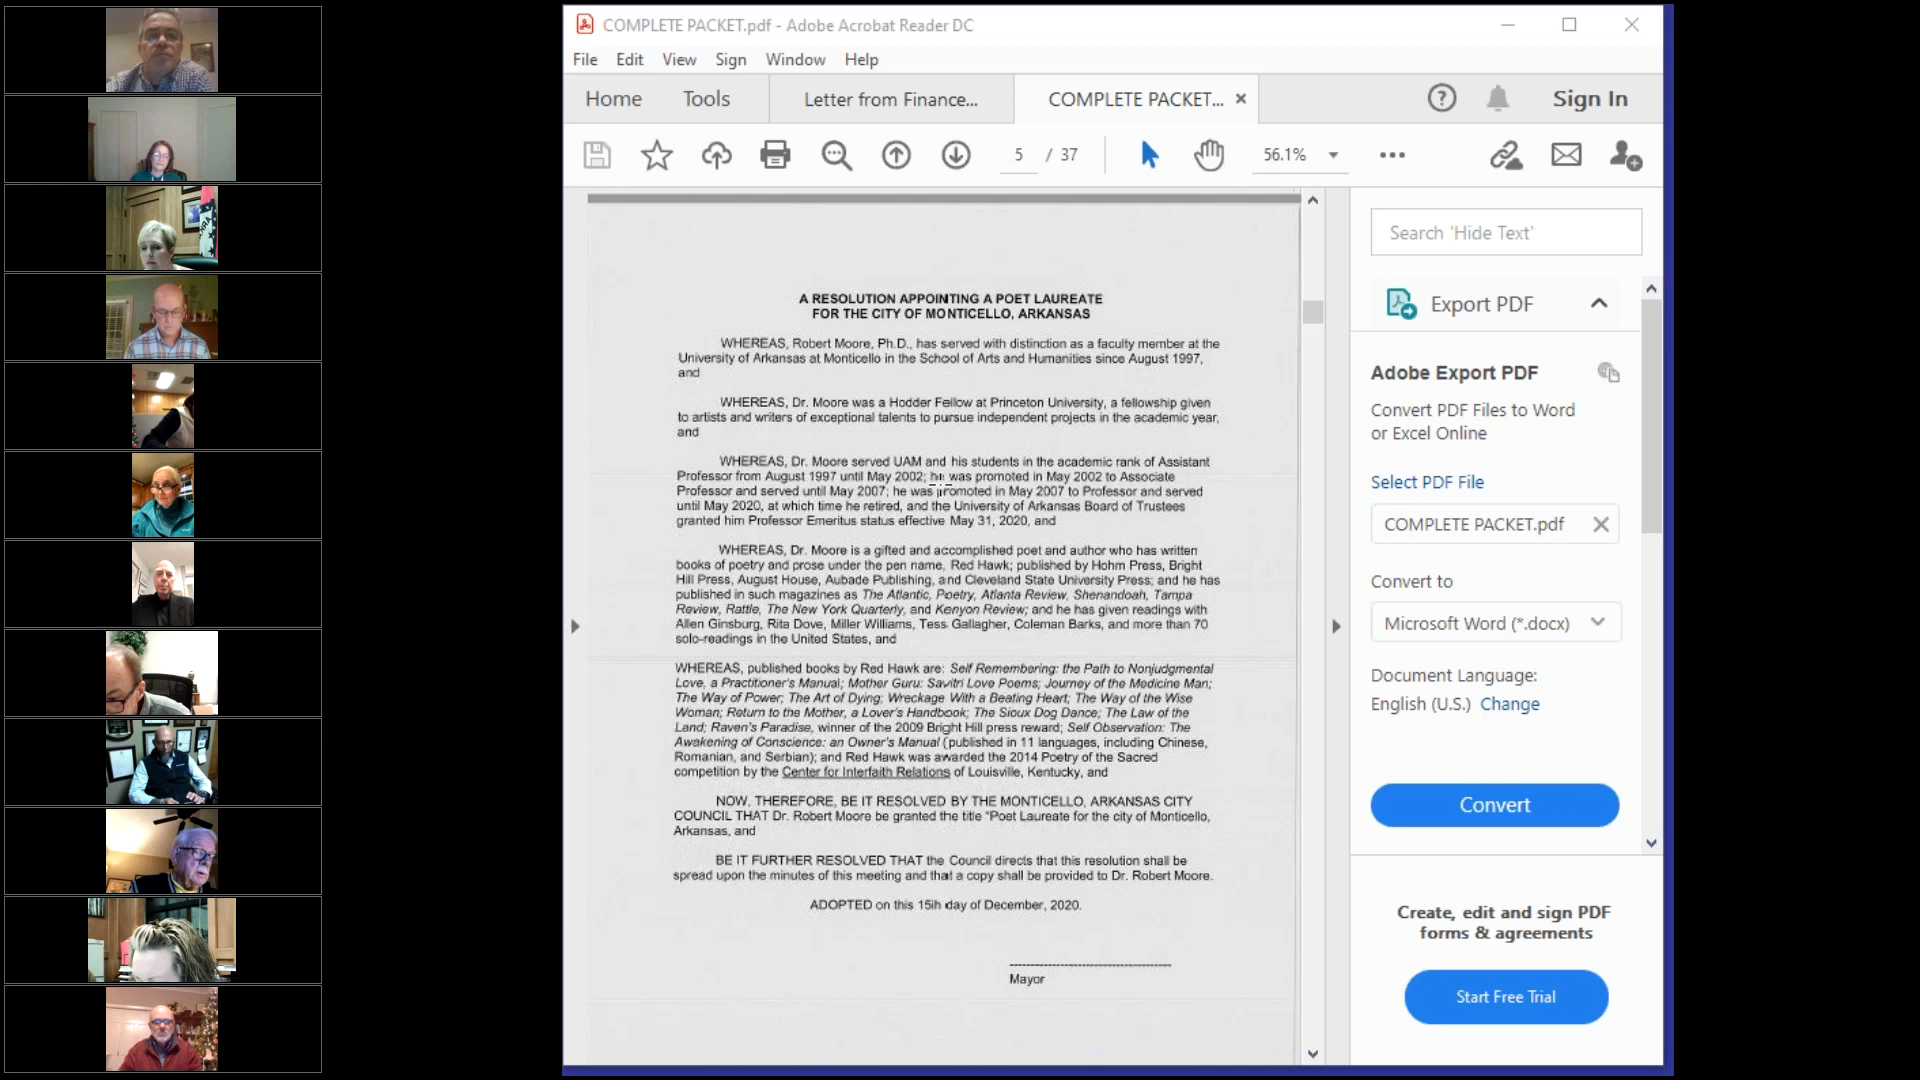 COMPLETE PACKET.pdf - Adobe Acrobat Reader DC
File Edit View Sign Window Help
Home Tools Letter from Finance... COMPLETE PACKET... Sign In
5 / 37 56.1%
A RESOLUTION APPOINTING A POET LAUREATE
FOR THE CITY OF MONTICELLO, ARKANSAS
WHEREAS, Robert Moore, Ph.D., has served with distinction as a faculty member at the
University of Arkansas at Monticello in the School of Arts and Humanities since August 1997,
and
WHEREAS, Dr. Moore was a Hodder Fellow at Princeton University, a fellowship given
to artists and writers of exceptional talents to pursue independent projects in the academic year,
and
WHEREAS, Dr. Moore served UAM and his students in the academic rank of Assistant
Professor from August 1997 until May 2002; he was promoted in May 2002 to Associate
Professor and served until May 2007; he was promoted in May 2007 to Professor and served
until May 2020, at which time he retired, and the University of Arkansas Board of Trustees
granted him Professor Emeritus status effective May 31, 2020, and
WHEREAS, Dr. Moore is a gifted and accomplished poet and author who has written
books of poetry and prose under the pen name, Red Hawk; published by Hohm Press, Bright
Hill Press, August House, Aubade Publishing, and Cleveland State University Press; and he has
published in such magazines as The Atlantic, Poetry, Atlanta Review, Shenandoah, Tampa
Review, Rattle, The New York Quarterly, and Kenyon Review; and he has given readings with
Allen Ginsburg, Rita Dove, Miller Williams, Tess Gallagher, Coleman Barks, and more than 70
solo-readings in the United States, and
WHEREAS, published books by Red Hawk are: Self Remembering: the Path to Nonjudgmental
Love, a Practitioner's Manual; Mother Guru: Savitri Love Poems; Journey of the Medicine Man;
The Way of Power; The Art of Dying; Wreckage With a Beating Heart; The Way of the Wise
Woman; Return to the Mother, a Lover's Handbook; The Sioux Dog Dance; The Law of the
Land; Raven's Paradise, winner of the 2009 Bright Hill press reward; Self Observation: The
Awakening of Conscience: an Owner's Manual (published in 11 languages, including Chinese,
Romanian, and Serbian); and Red Hawk was awarded the 2014 Poetry of the Sacred
competition by the Center for Interfaith Relations of Louisville, Kentucky, and
NOW, THEREFORE, BE IT RESOLVED BY THE MONTICELLO, ARKANSAS CITY
COUNCIL THAT Dr. Robert Moore be granted the title "Poet Laureate for the city of Monticello,
Arkansas, and
BE IT FURTHER RESOLVED THAT the Council directs that this resolution shall be
spread upon the minutes of this meeting and that a copy shall be provided to Dr. Robert Moore.
ADOPTED on this 15th day of December, 2020.
Mayor
Search 'Hide Text'
Export PDF
Adobe Export PDF
Convert PDF Files to Word
or Excel Online
Select PDF File
COMPLETE PACKET.pdf
Convert to
Microsoft Word (*.docx)
Document Language:
English (U.S.) Change
Convert
Create, edit and sign PDF
forms & agreements
Start Free Trial